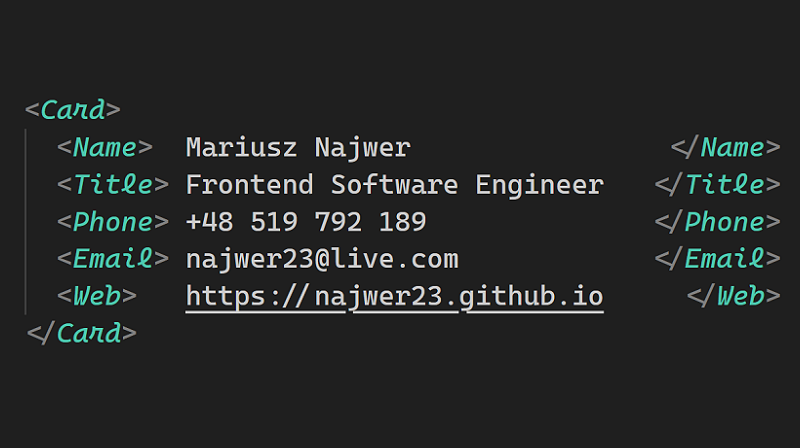 <Card>
<Name> Mariusz Najwer </Name>
<Title> Frontend Software Engineer </Title>
<Phone> +48 519 792 189 </Phone>
<Email> najwer23@live.com </Email>
<Web> https://najwer23.github.io </Web>
</Card>